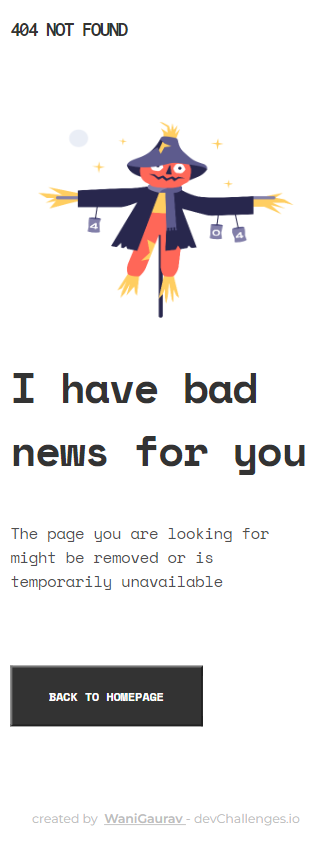 404 NOT FOUND
4
0 4
I have bad
news for you
The page you are looking for
might be removed or is
temporarily unavailable
BACK TO HOMEPAGE
created by WaniGaurav - devChallenges.io